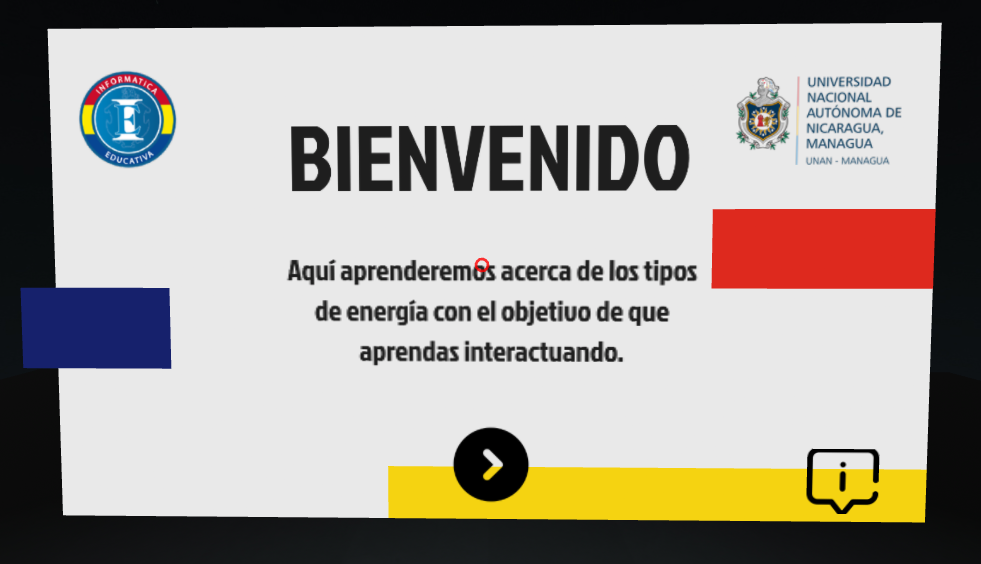 INFORMATICA
EDUCATIVA
UNIVERSIDAD
NACIONAL
AUTÓNOMA DE
NICARAGUA,
MANAGUA
UNAN - MANAGUA
BIENVENIDO
Aquí aprenderemos acerca de los tipos
de energía con el objetivo de que
aprendas interactuando.